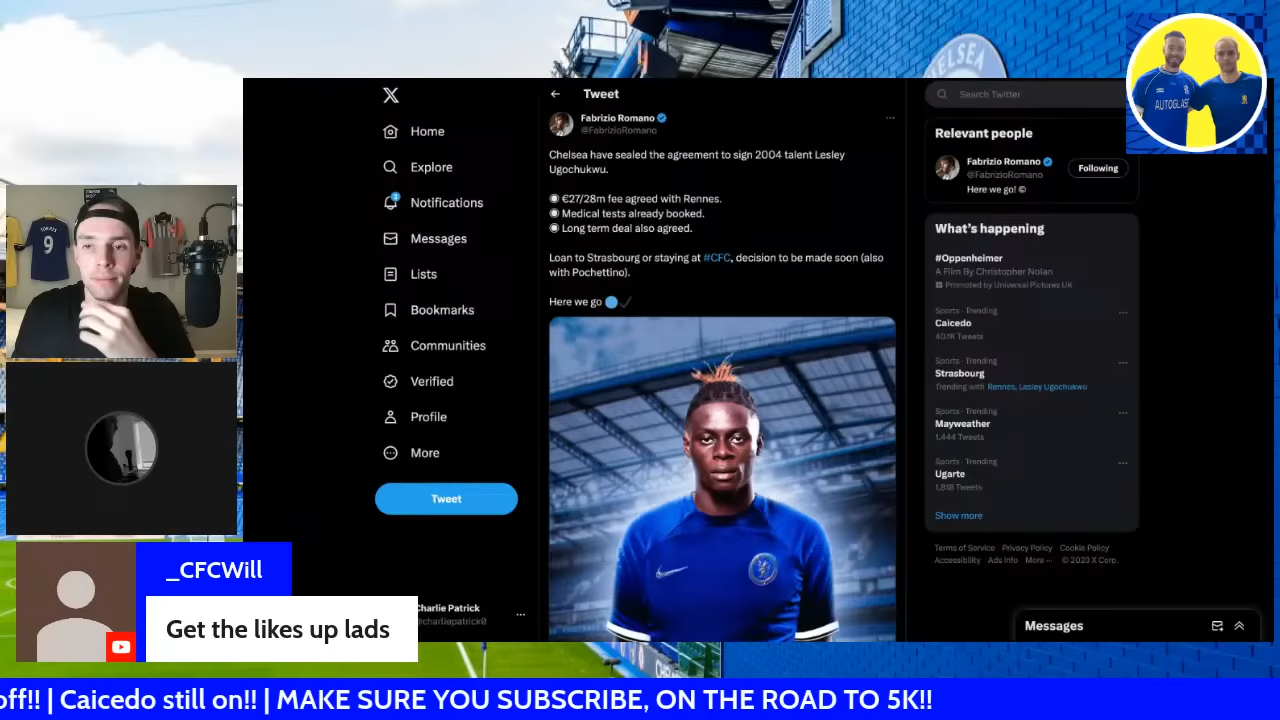 X
Home
Explore
3
Notifications
Messages
Lists
Bookmarks
Communities
Verified
Profile
More
Tweet
Charlie Patrick
@charliepatrick0
Tweet
Fabrizio Romano
@FabrizioRomano
Chelsea have sealed the agreement to sign 2004 talent Lesley
Ugochukwu.
€27/28m fee agreed with Rennes.
Medical tests already booked.
Long term deal also agreed.
Loan to Strasbourg or staying at #CFC, decision to be made soon (also
with Pochettino).
Here we go
Search Twitter
Relevant people
Fabrizio Romano
@FabrizioRomano
Following
Here we go! ©
What's happening
#Oppenheimer
A Film By Christopher Nolan
Promoted by Universal Pictures UK
Sports · Trending
Caicedo
40.1K Tweets
Sports · Trending
Strasbourg
Trending with Rennes, Lesley Ugochukwu
Sports · Trending
Mayweather
1,444 Tweets
Sports · Trending
Ugarte
1,818 Tweets
Show more
Terms of Service Privacy Policy Cookie Policy
Accessibility Ads Info More ··· © 2023 X Corp.
Messages
AUTOGLASS
9
_CFCWill
Get the likes up lads
off!! | Caicedo still on!! | MAKE SURE YOU SUBSCRIBE, ON THE ROAD TO 5K!!